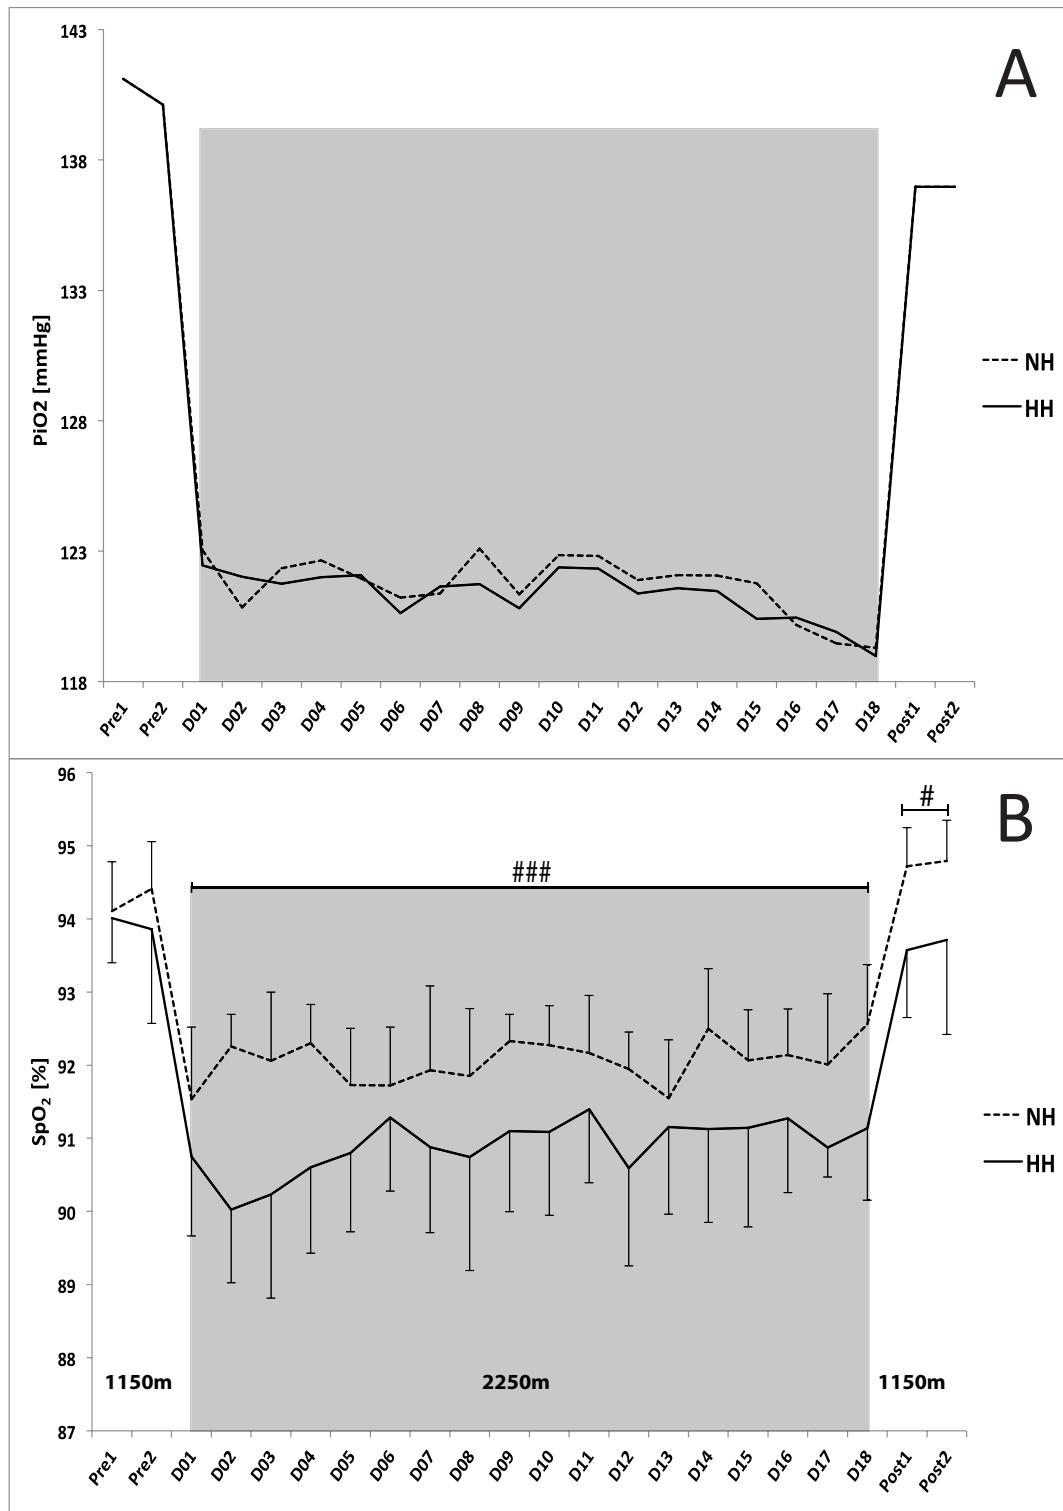 A
PiO2 [mmHg]
143
138
133
128
123
118
NH
HH
Pre1 Pre2 D01 D02 D03 D04 D05 D06 D07 D08 D09 D10 D11 D12 D13 D14 D15 D16 D17 D18 Post1 Post2
B
SpO₂ [%]
96
95
94
93
92
91
90
89
88
87
###
#
NH
HH
1150m 2250m 1150m
Pre1 Pre2 D01 D02 D03 D04 D05 D06 D07 D08 D09 D10 D11 D12 D13 D14 D15 D16 D17 D18 Post1 Post2